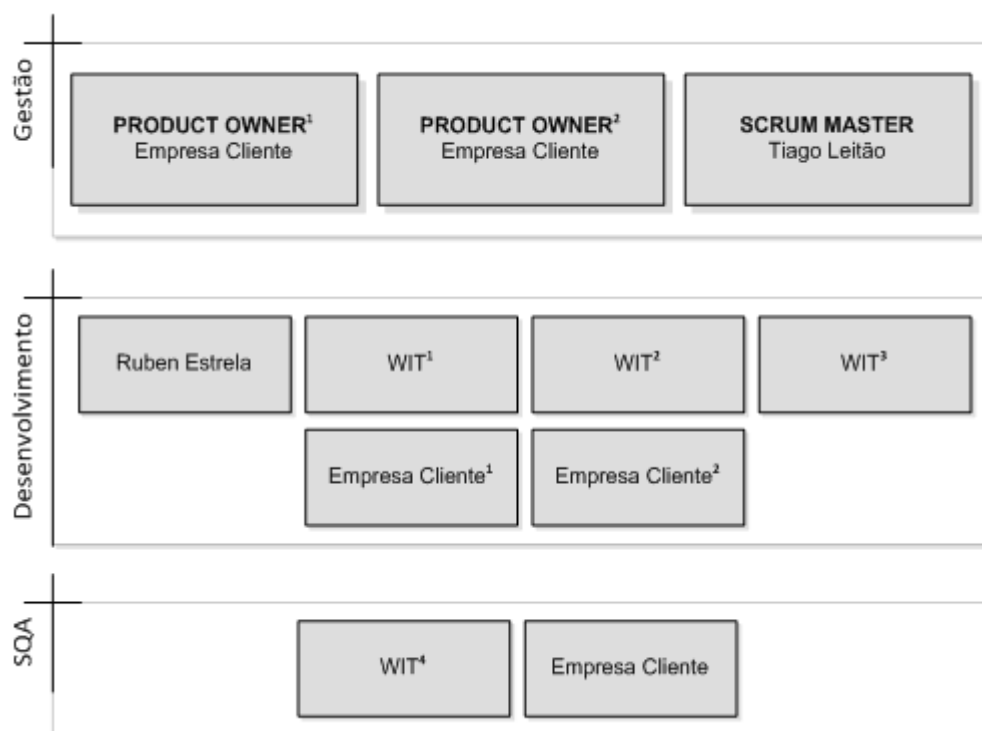 Gestão
PRODUCT OWNER¹
Empresa Cliente
PRODUCT OWNER²
Empresa Cliente
SCRUM MASTER
Tiago Leitão
Desenvolvimento
Ruben Estrela
WIT¹
WIT²
WIT³
Empresa Cliente¹
Empresa Cliente²
SQA
WIT⁴
Empresa Cliente